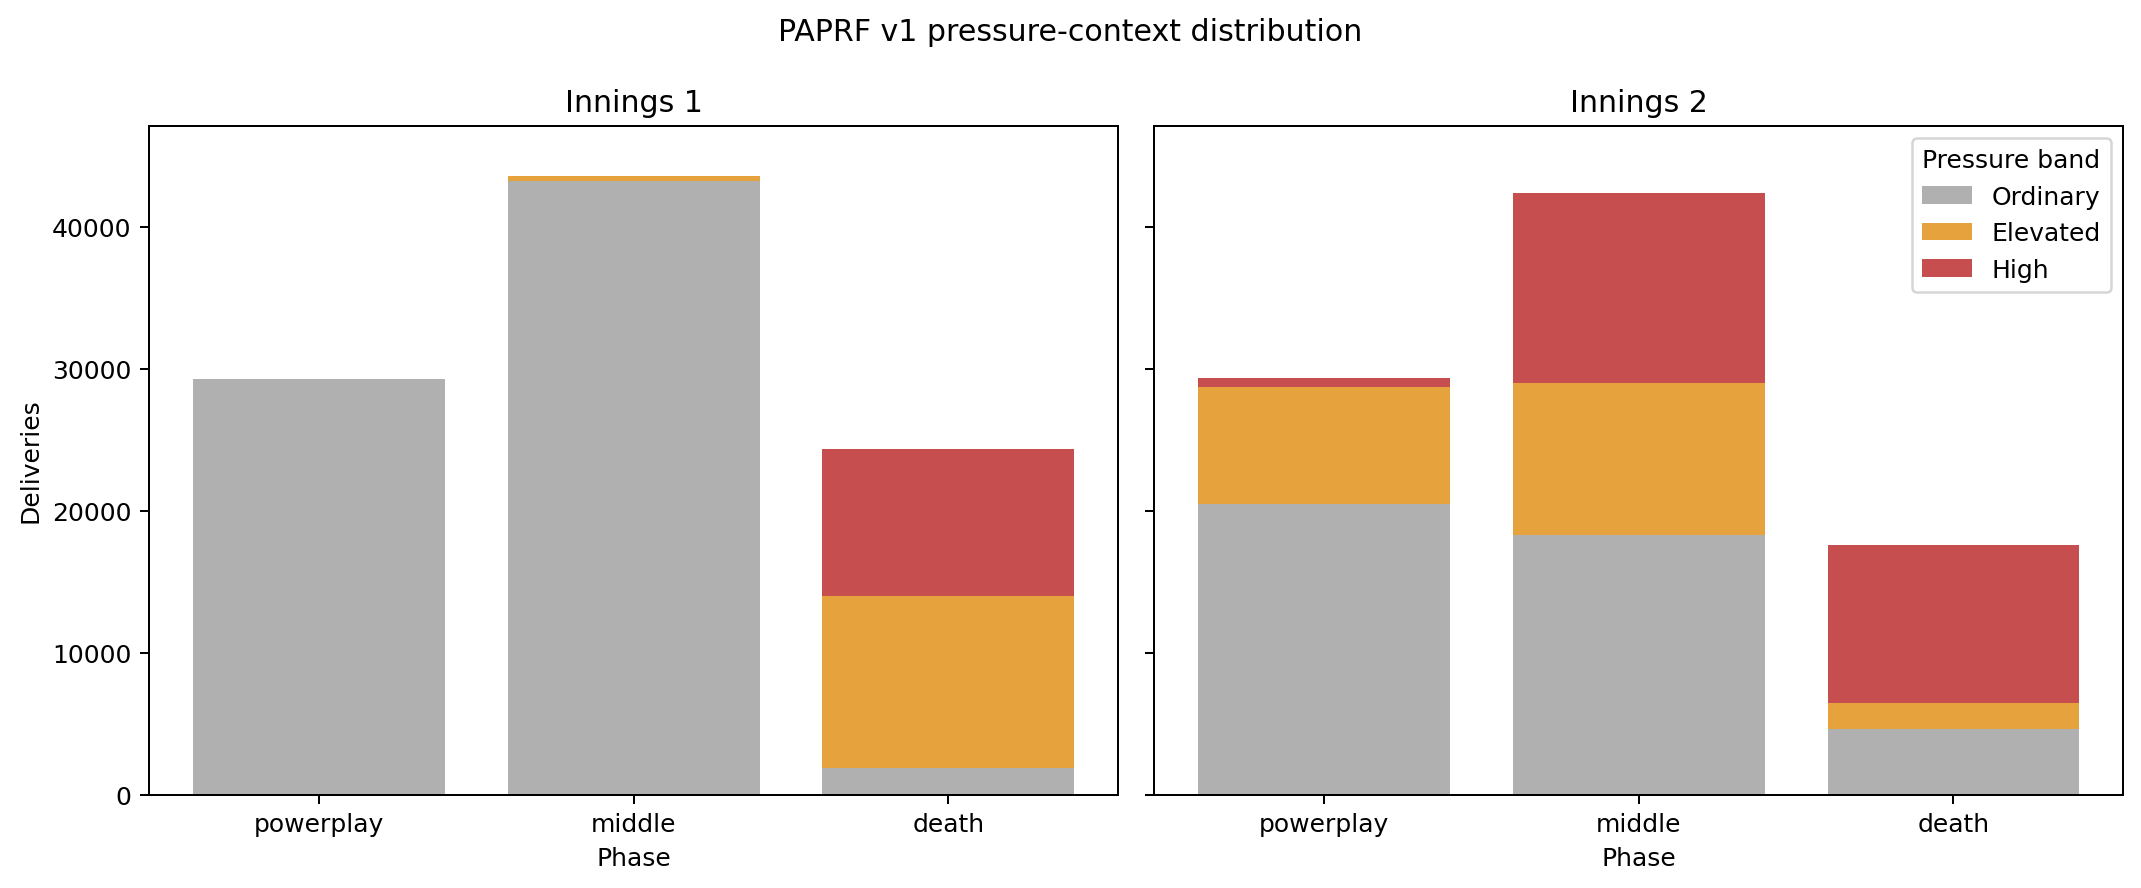 PAPRF v1 pressure-context distribution
Innings 1
Deliveries
40000
30000
20000
10000
0
powerplay middle death
Phase
Innings 2
Pressure band
Ordinary
Elevated
High
powerplay middle death
Phase